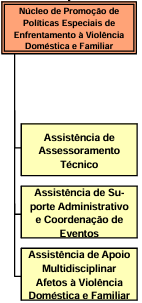 Núcleo de Promoção de
Políticas Especiais de
Enfrentamento à Violência
Doméstica e Familiar
Assistência de
Assessoramento
Técnico
Assistência de Su-
porte Administrativo
e Coordenação de
Eventos
Assistência de Apoio
Multidisciplinar
Afetos à Violência
Doméstica e Familiar